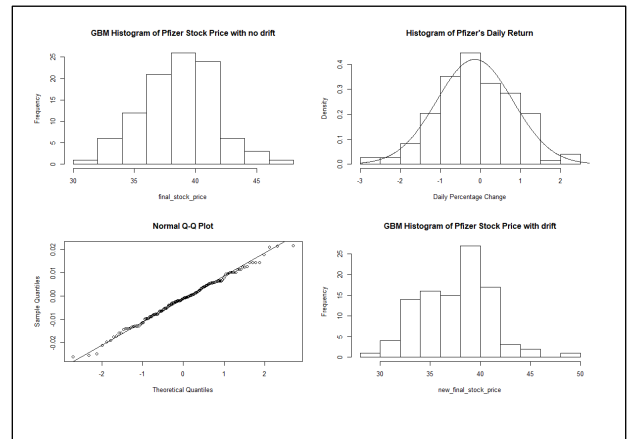 GBM Histogram of Pfizer Stock Price with no drift
Frequency
0 5 10 15 20 25
30 35 40 45
final_stock_price
Histogram of Pfizer's Daily Return
Density
0.0 0.1 0.2 0.3 0.4
-3 -2 -1 0 1 2
Daily Percentage Change
Normal Q-Q Plot
Sample Quantiles
-0.02 -0.01 0.00 0.01 0.02
-2 -1 0 1 2
Theoretical Quantiles
GBM Histogram of Pfizer Stock Price with drift
Frequency
0 5 10 15 20 25
30 35 40 45 50
new_final_stock_price